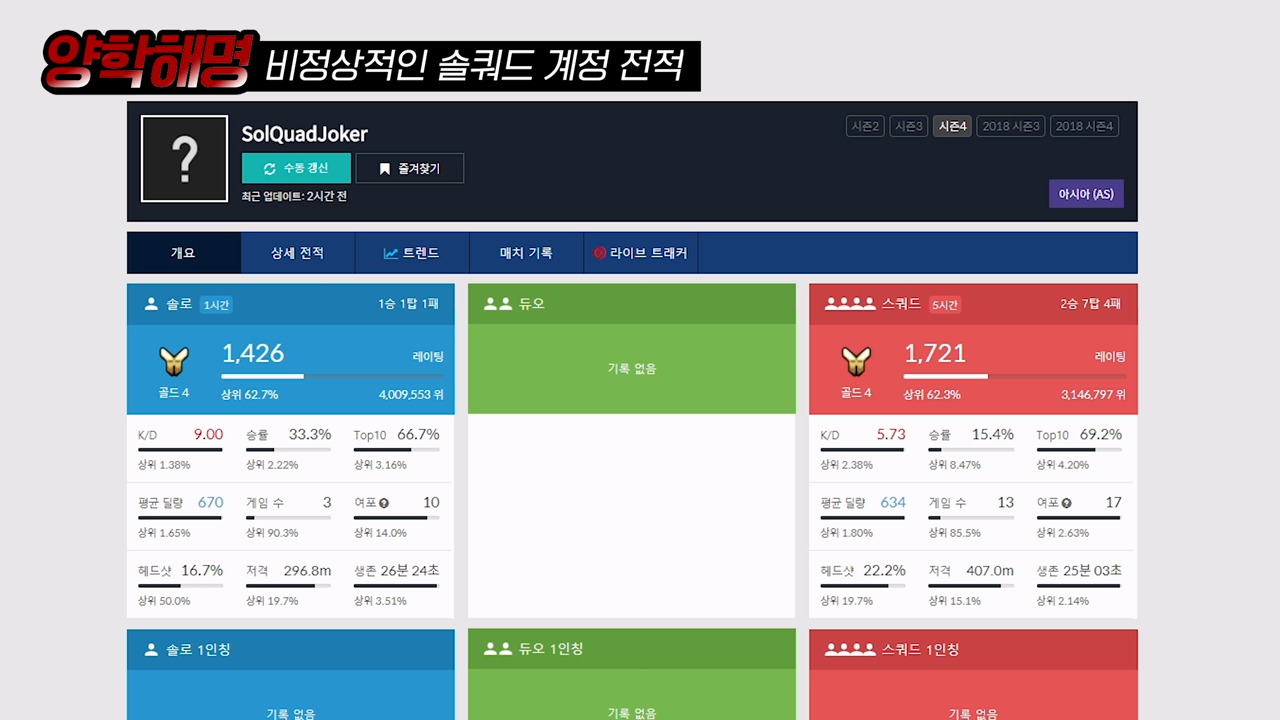 양학해명 비정상적인 솔쿼드 계정 전적
?
SolQuadJoker
시즌2 시즌3 시즌4 2018 시즌3 2018 시즌4
수동 갱신 즐겨찾기
최근 업데이트: 2시간 전
아시아 (AS)
개요 상세 전적 트렌드 매치 기록 라이브 트래커
솔로 1시간 1승 1탑 1패
1,426 레이팅
골드 4 상위 62.7% 4,009,553 위
K/D 9.00 승률 33.3% Top10 66.7%
상위 1.38% 상위 2.22% 상위 3.16%
평균 딜량 670 게임 수 3 여포 ? 10
상위 1.65% 상위 90.3% 상위 14.0%
헤드샷 16.7% 저격 296.8m 생존 26분 24초
상위 50.0% 상위 19.7% 상위 3.51%
듀오
기록 없음
스쿼드 5시간 2승 7탑 4패
1,721 레이팅
골드 4 상위 62.3% 3,146,797 위
K/D 5.73 승률 15.4% Top10 69.2%
상위 2.38% 상위 8.47% 상위 4.20%
평균 딜량 634 게임 수 13 여포 ? 17
상위 1.80% 상위 85.5% 상위 2.63%
헤드샷 22.2% 저격 407.0m 생존 25분 03초
상위 19.7% 상위 15.1% 상위 2.14%
솔로 1인칭
기록 없음
듀오 1인칭
기록 없음
스쿼드 1인칭
기록 없음